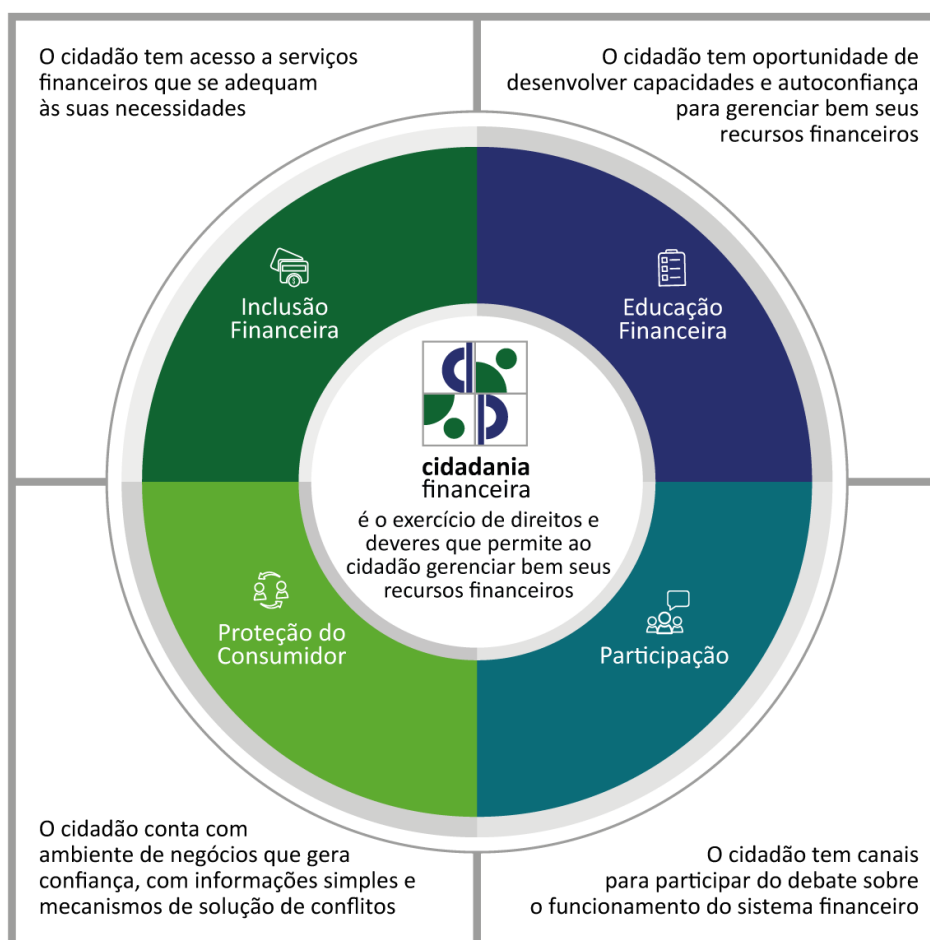 O cidadão tem acesso a serviços
financeiros que se adequam
às suas necessidades
O cidadão tem oportunidade de
desenvolver capacidades e autoconfiança
para gerenciar bem seus
recursos financeiros
Inclusão
Financeira
Educação
Financeira
cidadania
financeira
é o exercício de direitos e
deveres que permite ao
cidadão gerenciar bem seus
recursos financeiros
Proteção do
Consumidor
Participação
O cidadão conta com
ambiente de negócios que gera
confiança, com informações simples e
mecanismos de solução de conflitos
O cidadão tem canais
para participar do debate sobre
o funcionamento do sistema financeiro